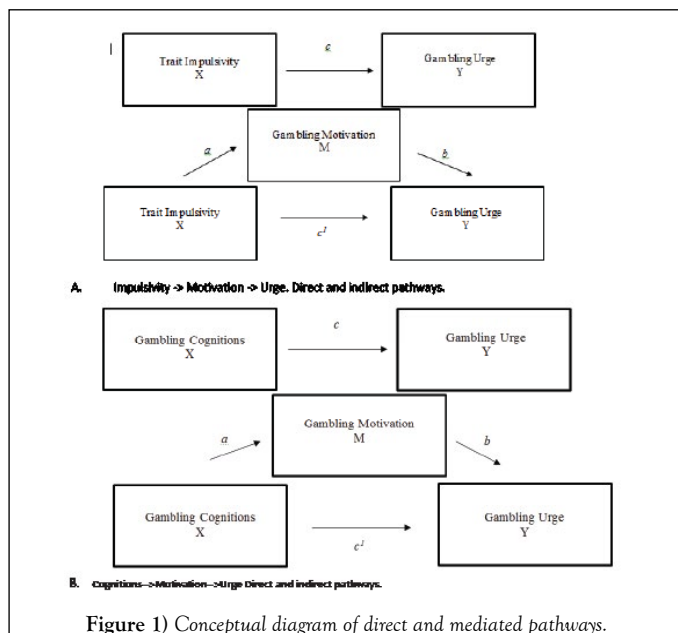 Trait Impulsivity
X
c
Gambling Urge
Y
Gambling Motivation
M
a
b
Trait Impulsivity
X
c¹
Gambling Urge
Y
A. Impulsivity -> Motivation -> Urge. Direct and indirect pathways.
Gambling Cognitions
X
c
Gambling Urge
Y
Gambling Motivation
M
a
b
Gambling Cognitions
X
c¹
Gambling Urge
Y
B. Cognitions-->Motivation-->Urge Direct and indirect pathways.
Figure 1) Conceptual diagram of direct and mediated pathways.